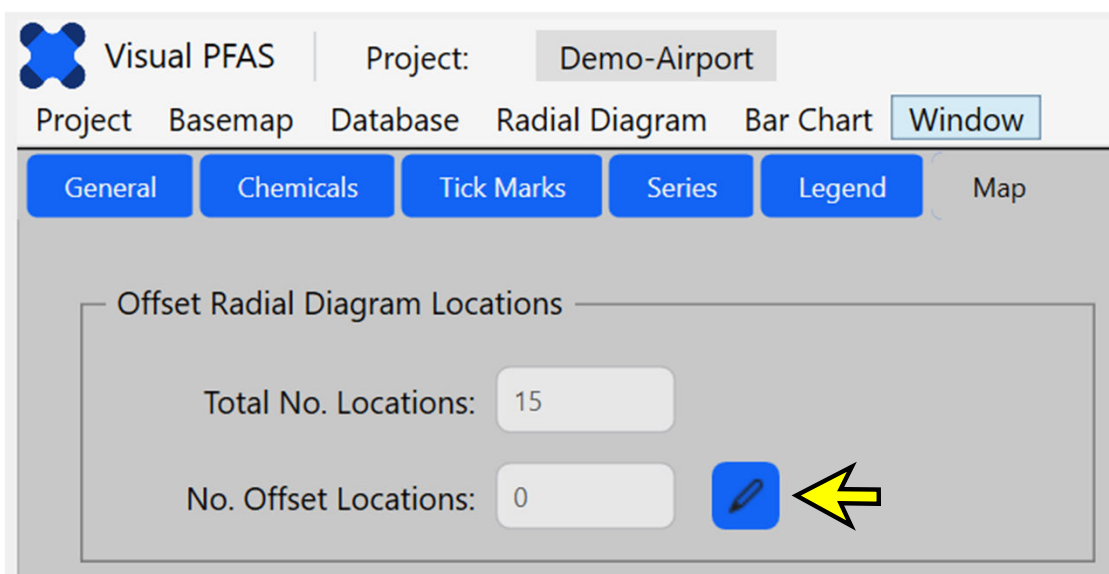 Visual PFAS Project: Demo-Airport
Project Basemap Database Radial Diagram Bar Chart Window
General Chemicals Tick Marks Series Legend Map
Offset Radial Diagram Locations
Total No. Locations: 15
No. Offset Locations: 0